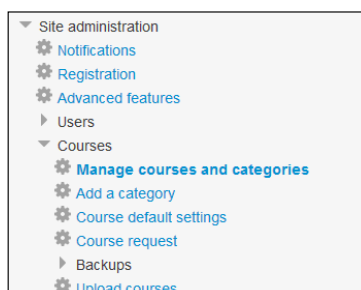 Site administration
Notifications
Registration
Advanced features
Users
Courses
Manage courses and categories
Add a category
Course default settings
Course request
Backups
Upload courses